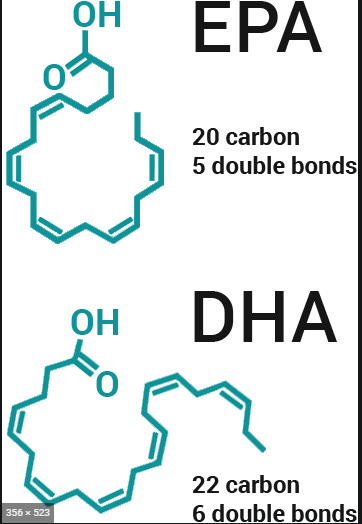 OH
EPA
O
20 carbon
5 double bonds
OH
DHA
O
22 carbon
6 double bonds
356 × 523